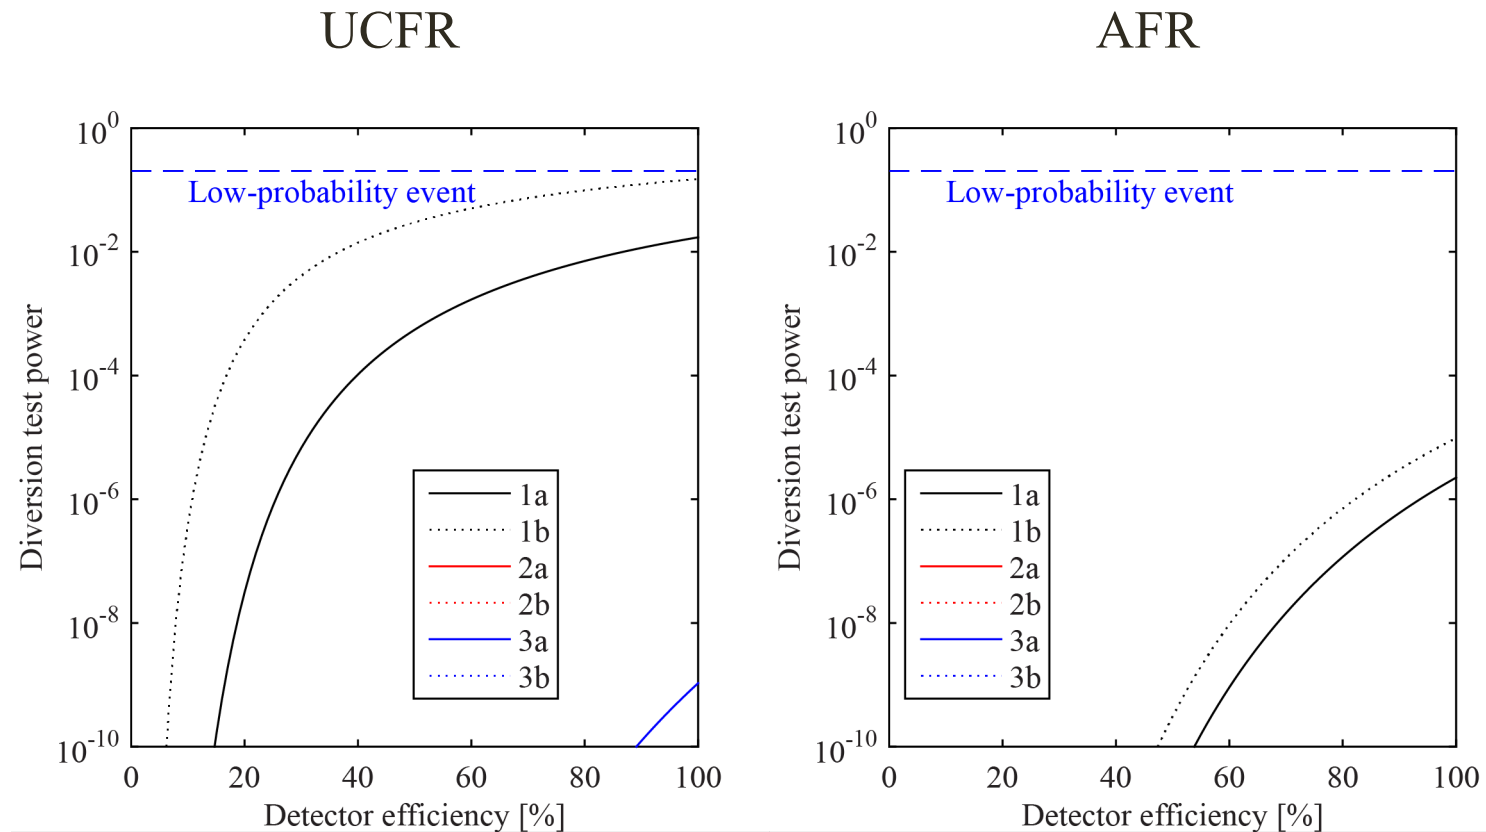 UCFR
AFR
10^0
10^-2
10^-4
10^-6
10^-8
10^-10
0 20 40 60 80 100
Detector efficiency [%]
Diversion test power
Low-probability event
1a
1b
2a
2b
3a
3b
10^0
10^-2
10^-4
10^-6
10^-8
10^-10
0 20 40 60 80 100
Detector efficiency [%]
Diversion test power
Low-probability event
1a
1b
2a
2b
3a
3b